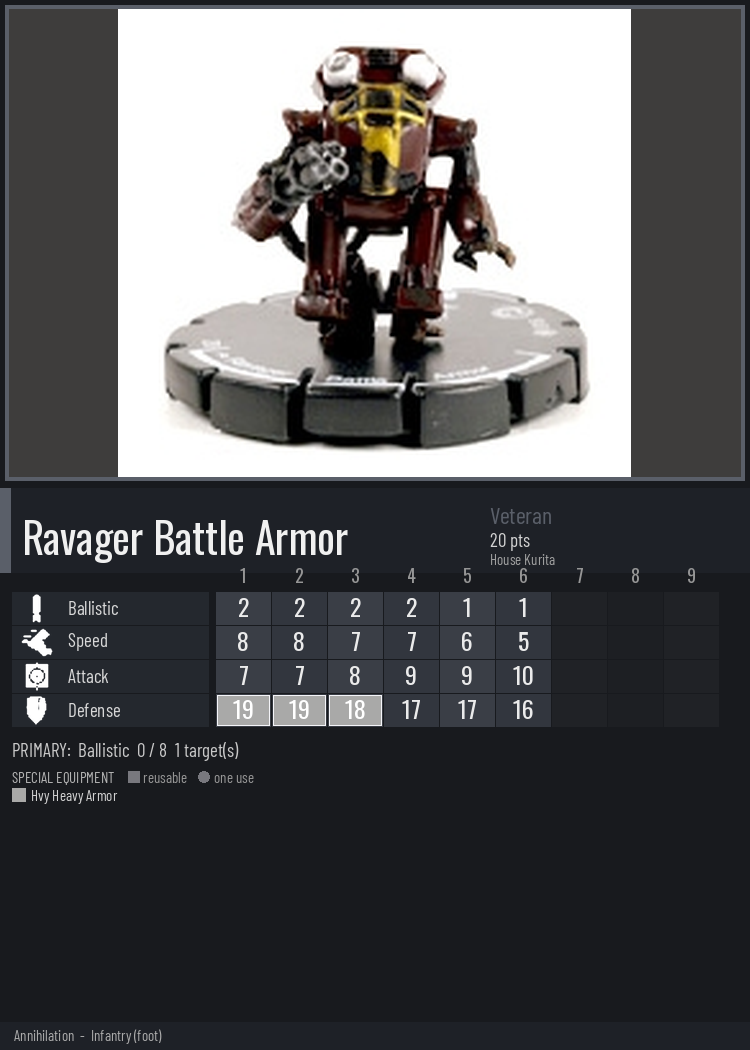 Ravager Battle Armor
Veteran
20 pts
House Kurita
1 2 3 4 5 6 7 8 9
Ballistic 2 2 2 2 1 1
Speed 8 8 7 7 6 5
Attack 7 7 8 9 9 10
Defense 19 19 18 17 17 16
PRIMARY: Ballistic 0 / 8 1 target(s)
SPECIAL EQUIPMENT reusable one use
Hvy Heavy Armor
Annihilation - Infantry (foot)